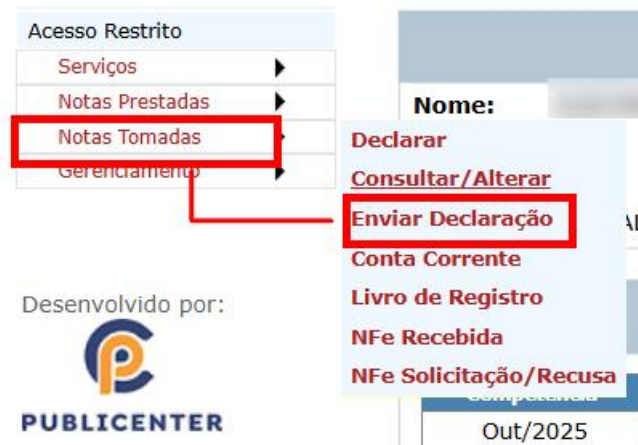 Acesso Restrito
Serviços
Notas Prestadas
Notas Tomadas
Gerenciamento
Nome:
Declarar
Consultar/Alterar
Enviar Declaração
Conta Corrente
Livro de Registro
NFe Recebida
NFe Solicitação/Recusa
Competência
Out/2025
Desenvolvido por:
PUBLICENTER